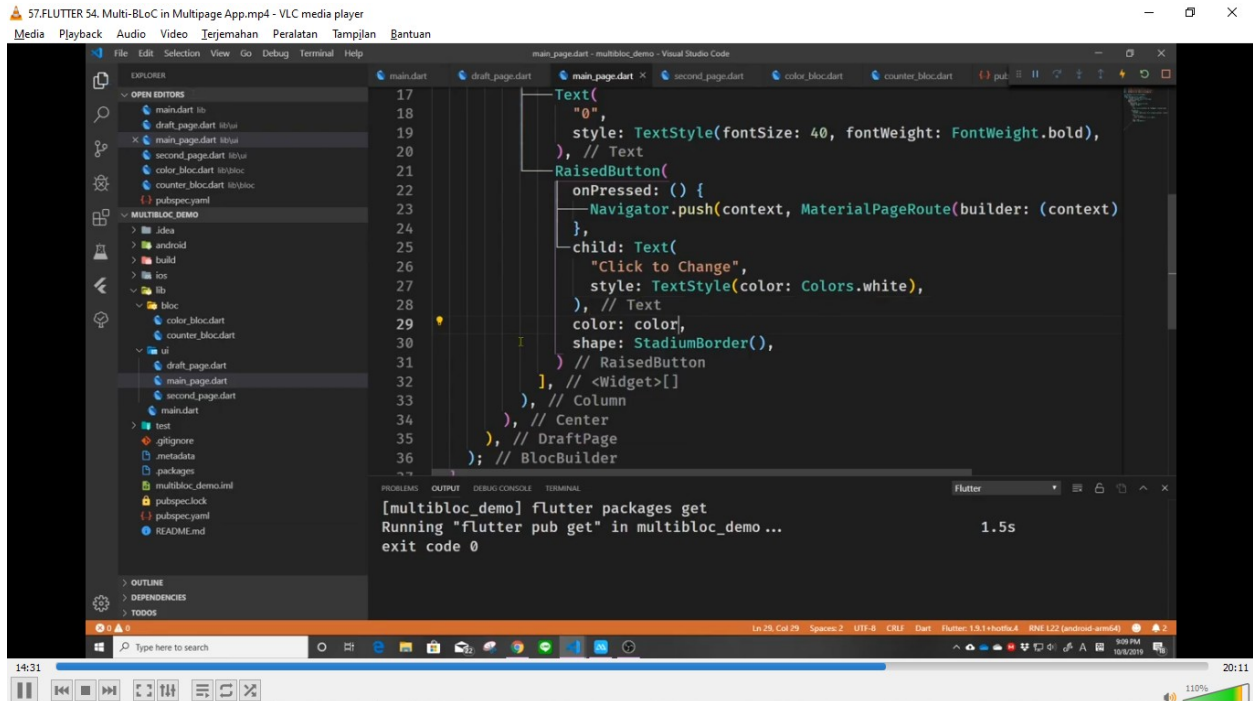 57.FLUTTER 54. Multi-BLoC in Multipage App.mp4 - VLC media player
Media Playback Audio Video Terjemahan Peralatan Tampilan Bantuan
File Edit Selection View Go Debug Terminal Help
main_page.dart - multibloc_demo - Visual Studio Code
EXPLORER
main.dart draft_page.dart main_page.dart second_page.dart color_bloc.dart counter_bloc.dart
OPEN EDITORS
main.dart lib
draft_page.dart lib\ui
main_page.dart lib\ui
second_page.dart lib\ui
color_bloc.dart lib\bloc
counter_bloc.dart lib\bloc
pubspec.yaml
MULTIBLOC_DEMO
.idea
android
build
ios
lib
bloc
color_bloc.dart
counter_bloc.dart
ui
draft_page.dart
main_page.dart
second_page.dart
main.dart
test
.gitignore
.metadata
.packages
multibloc_demo.iml
pubspec.lock
pubspec.yaml
README.md
OUTLINE
DEPENDENCIES
TODOS
17 Text(
18 "0",
19 style: TextStyle(fontSize: 40, fontWeight: FontWeight.bold),
20 ), // Text
21 RaisedButton(
22 onPressed: () {
23 Navigator.push(context, MaterialPageRoute(builder: (context)
24 },
25 child: Text(
26 "Click to Change",
27 style: TextStyle(color: Colors.white),
28 ), // Text
29 color: color,
30 shape: StadiumBorder(),
31 ) // RaisedButton
32 ], // <Widget>[]
33 ), // Column
34 ), // Center
35 ), // DraftPage
36 ); // BlocBuilder
PROBLEMS OUTPUT DEBUG CONSOLE TERMINAL
Flutter
[multibloc_demo] flutter packages get
Running "flutter pub get" in multibloc_demo... 1.5s
exit code 0
0 0
Ln 29, Col 29 Spaces: 2 UTF-8 CRLF Dart Flutter: 1.9.1+hotfix.4 RNE L22 (android-arm64) 2
Type here to search
9:09 PM
10/8/2019
14:31
20:11
110%